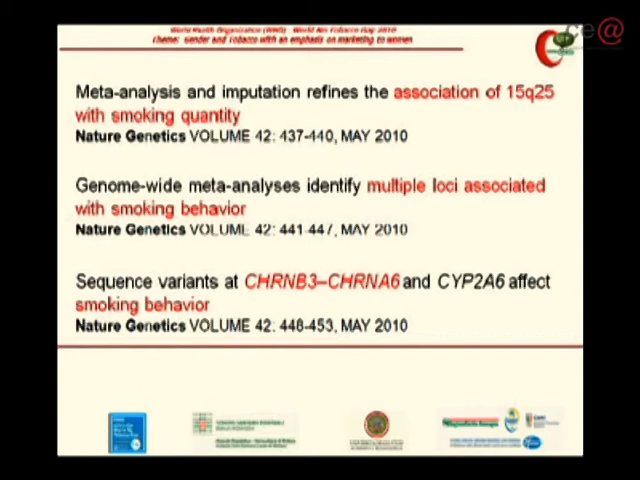 World Health Organization (WHO) - World No Tobacco Day 2010
Theme: Gender and Tobacco with an emphasis on marketing to women
ce@
Meta-analysis and imputation refines the association of 15q25
with smoking quantity
Nature Genetics VOLUME 42: 437-440, MAY 2010
Genome-wide meta-analyses identify multiple loci associated
with smoking behavior
Nature Genetics VOLUME 42: 441-447, MAY 2010
Sequence variants at CHRNB3–CHRNA6 and CYP2A6 affect
smoking behavior
Nature Genetics VOLUME 42: 448-453, MAY 2010